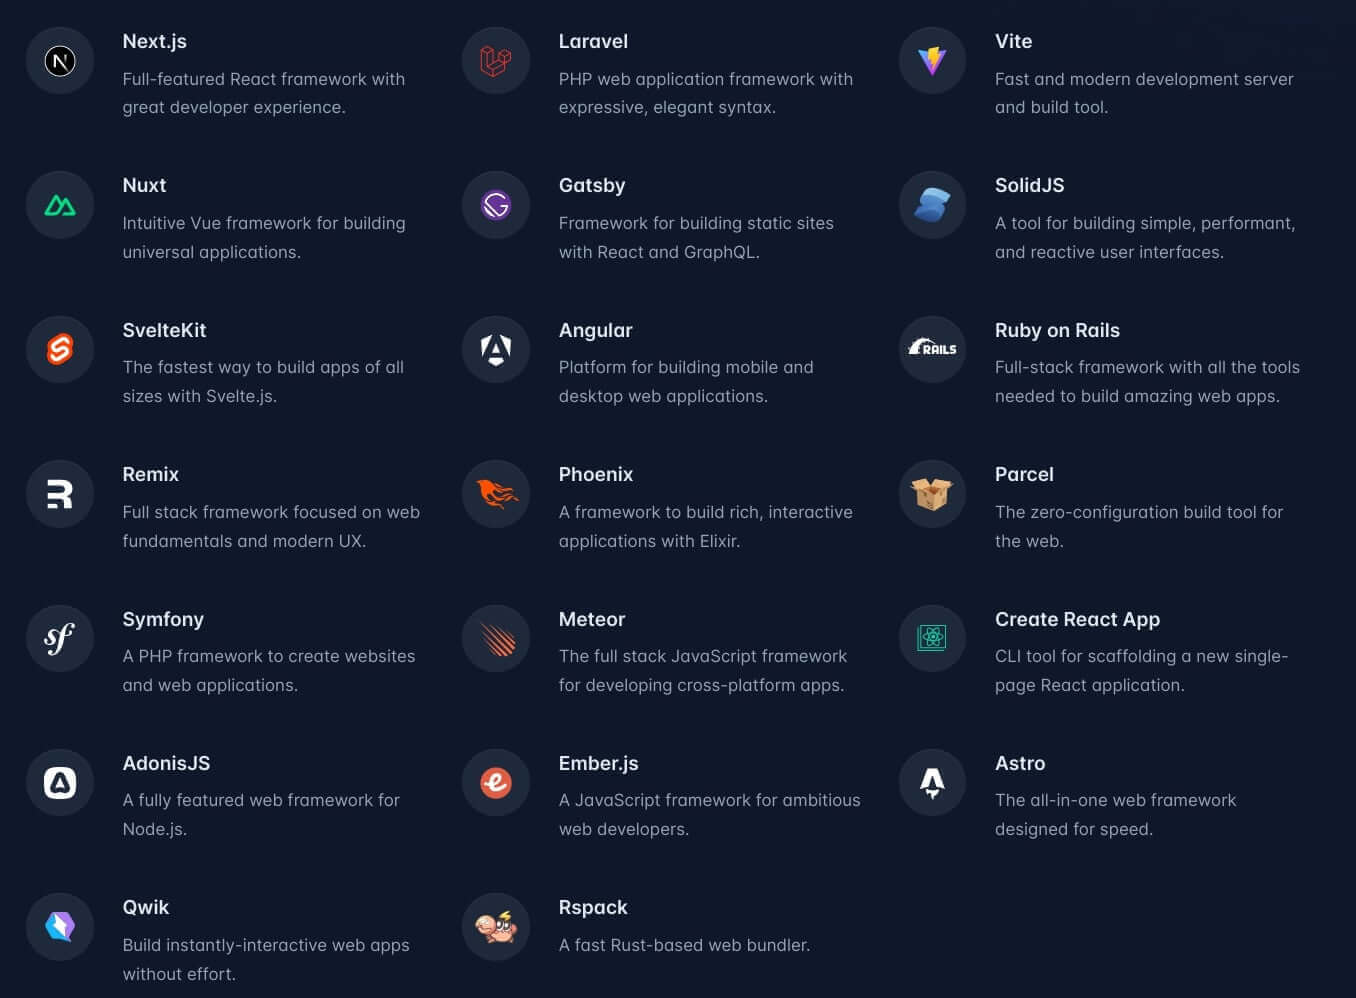 Next.js
Full-featured React framework with
great developer experience.
Laravel
PHP web application framework with
expressive, elegant syntax.
Vite
Fast and modern development server
and build tool.
Nuxt
Intuitive Vue framework for building
universal applications.
Gatsby
Framework for building static sites
with React and GraphQL.
SolidJS
A tool for building simple, performant,
and reactive user interfaces.
SvelteKit
The fastest way to build apps of all
sizes with Svelte.js.
Angular
Platform for building mobile and
desktop web applications.
RAILS
Ruby on Rails
Full-stack framework with all the tools
needed to build amazing web apps.
Remix
Full stack framework focused on web
fundamentals and modern UX.
Phoenix
A framework to build rich, interactive
applications with Elixir.
Parcel
The zero-configuration build tool for
the web.
sf
Symfony
A PHP framework to create websites
and web applications.
Meteor
The full stack JavaScript framework
for developing cross-platform apps.
Create React App
CLI tool for scaffolding a new single-
page React application.
AdonisJS
A fully featured web framework for
Node.js.
Ember.js
A JavaScript framework for ambitious
web developers.
Astro
The all-in-one web framework
designed for speed.
Qwik
Build instantly-interactive web apps
without effort.
Rspack
A fast Rust-based web bundler.